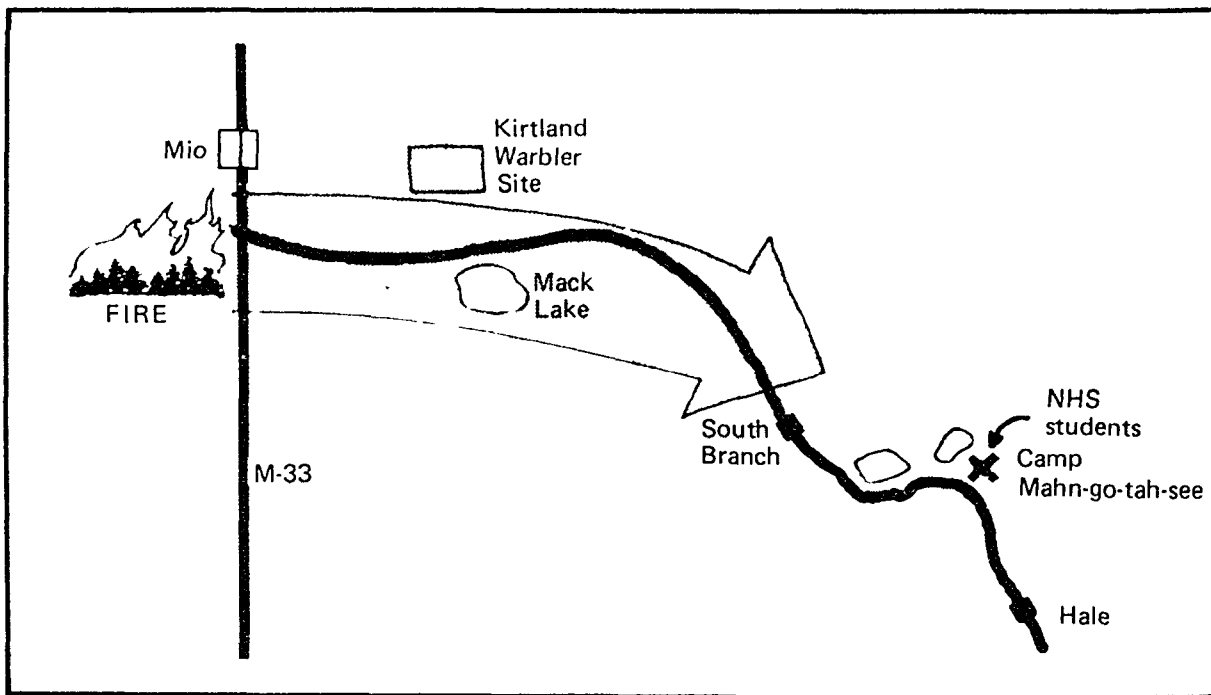 Mio
Kirtland
Warbler
Site
Mack
Lake
FIRE
M-33
South
Branch
NHS
students
Camp
Mahn-go-tah-see
Hale